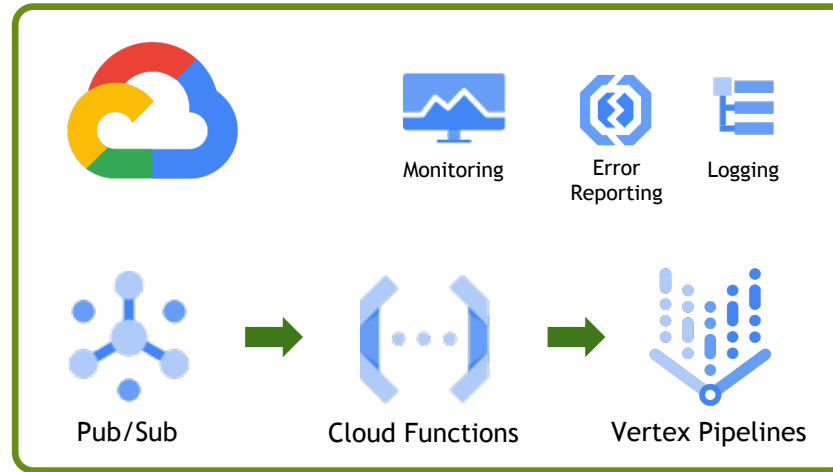 Monitoring
Error
Reporting
Logging
Pub/Sub
Cloud Functions
Vertex Pipelines